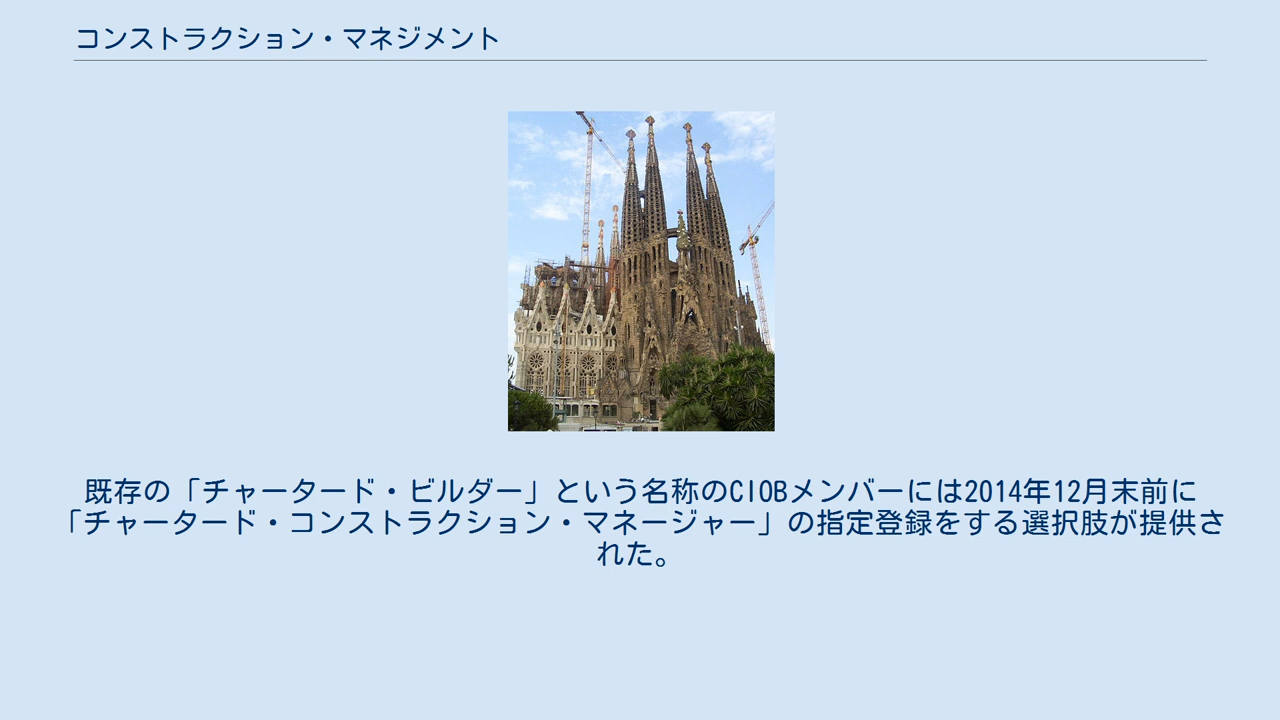 コンストラクション・マネジメント
既存の「チャータード・ビルダー」という名称のCIOBメンバーには2014年12月末前に
「チャータード・コンストラクション・マネージャー」の指定登録をする選択肢が提供さ
れた。